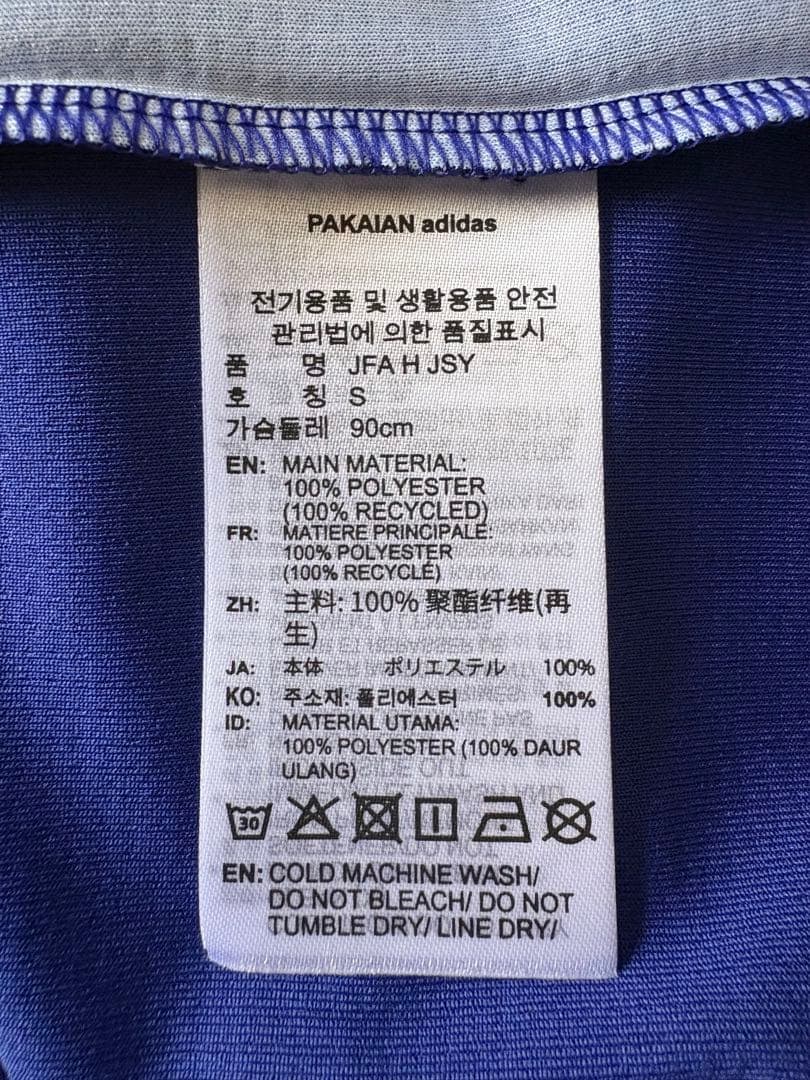 PAKAIAN adidas
전기용품 및 생활용품 안전
관리법에 의한 품질표시
품 명 JFA H JSY
호 칭 S
가슴둘레 90cm
EN: MAIN MATERIAL:
100% POLYESTER
(100% RECYCLED)
FR: MATIERE PRINCIPALE:
100% POLYESTER
(100% RECYCLÉ)
ZH: 主料: 100% 聚酯纤维(再
生)
JA: 本体 ポリエステル 100%
KO: 주소재: 폴리에스터 100%
ID: MATERIAL UTAMA:
100% POLYESTER (100% DAUR
ULANG)
30
EN: COLD MACHINE WASH/
DO NOT BLEACH/ DO NOT
TUMBLE DRY/ LINE DRY/